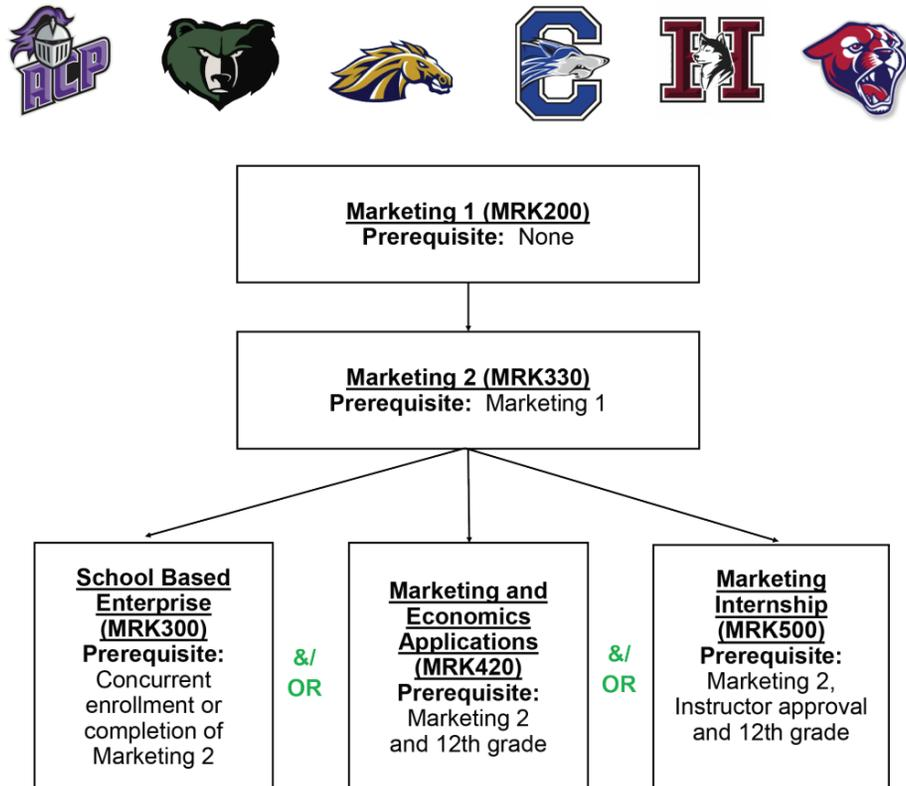 ACP
C
H
Marketing 1 (MRK200)
Prerequisite: None
Marketing 2 (MRK330)
Prerequisite: Marketing 1
School Based
Enterprise
(MRK300)
Prerequisite:
Concurrent
enrollment or
completion of
Marketing 2
&/
OR
Marketing and
Economics
Applications
(MRK420)
Prerequisite:
Marketing 2
and 12th grade
&/
OR
Marketing
Internship
(MRK500)
Prerequisite:
Marketing 2,
Instructor approval
and 12th grade